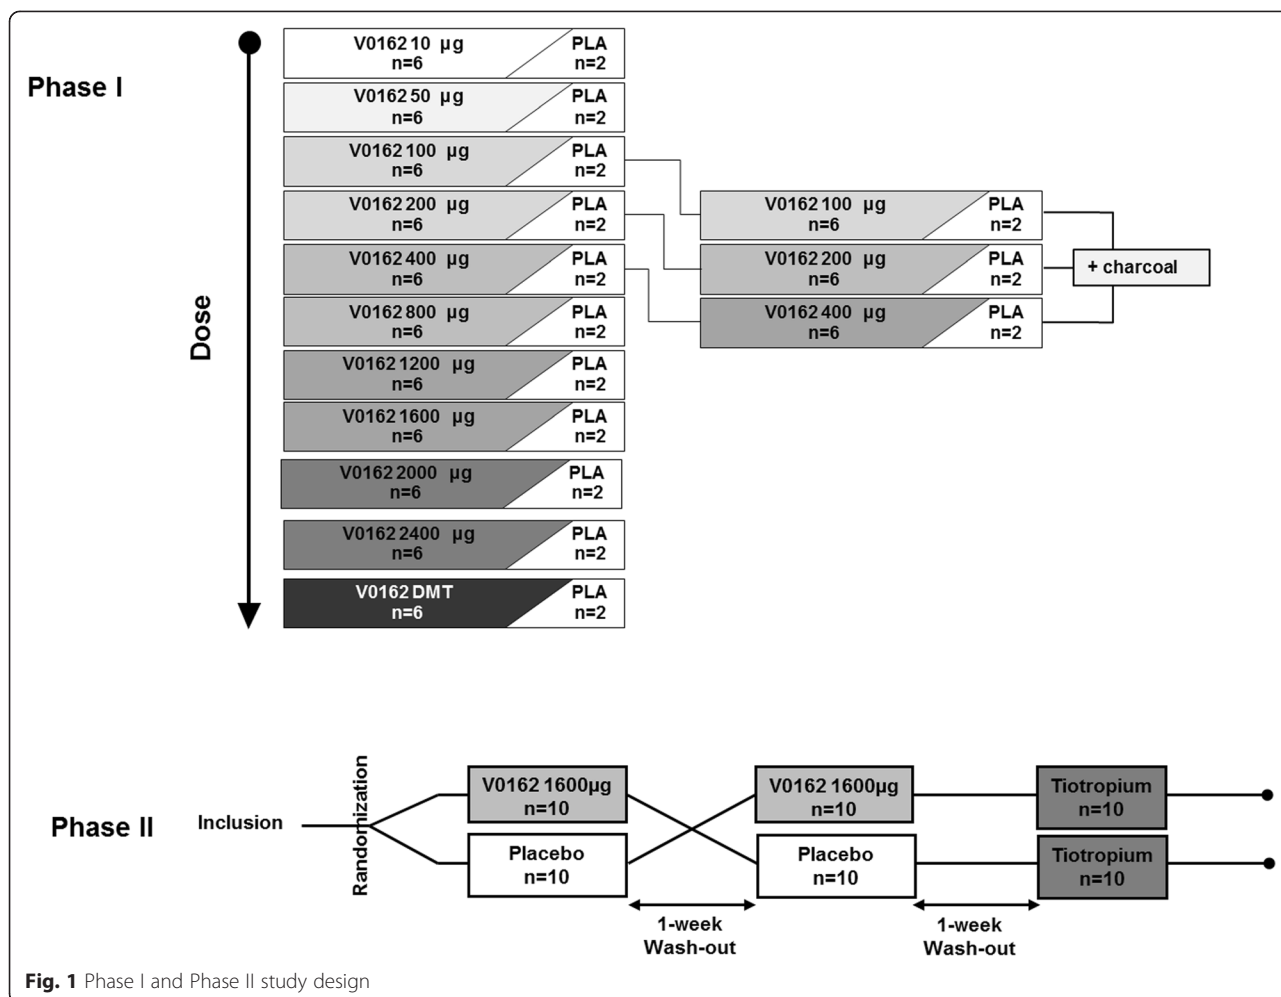 Phase I
Dose
V0162 10 µg
n=6
PLA
n=2
V0162 50 µg
n=6
PLA
n=2
V0162 100 µg
n=6
PLA
n=2
V0162 200 µg
n=6
PLA
n=2
V0162 400 µg
n=6
PLA
n=2
V0162 800 µg
n=6
PLA
n=2
V0162 1200 µg
n=6
PLA
n=2
V0162 1600 µg
n=6
PLA
n=2
V0162 2000 µg
n=6
PLA
n=2
V0162 2400 µg
n=6
PLA
n=2
V0162 DMT
n=6
PLA
n=2
V0162 100 µg
n=6
PLA
n=2
V0162 200 µg
n=6
PLA
n=2
V0162 400 µg
n=6
PLA
n=2
+ charcoal
Phase II
Inclusion
Randomization
V0162 1600µg
n=10
Placebo
n=10
1-week
Wash-out
V0162 1600µg
n=10
Placebo
n=10
1-week
Wash-out
Tiotropium
n=10
Tiotropium
n=10
Fig. 1 Phase I and Phase II study design